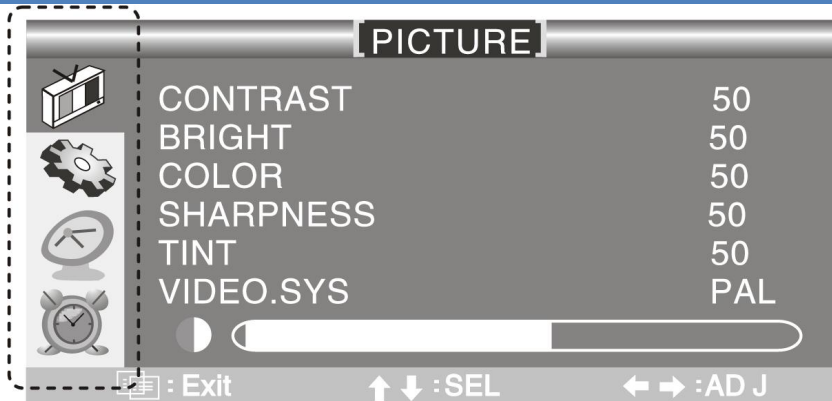 [PICTURE]
CONTRAST 50
BRIGHT 50
COLOR 50
SHARPNESS 50
TINT 50
VIDEO.SYS PAL
: Exit :SEL :AD J